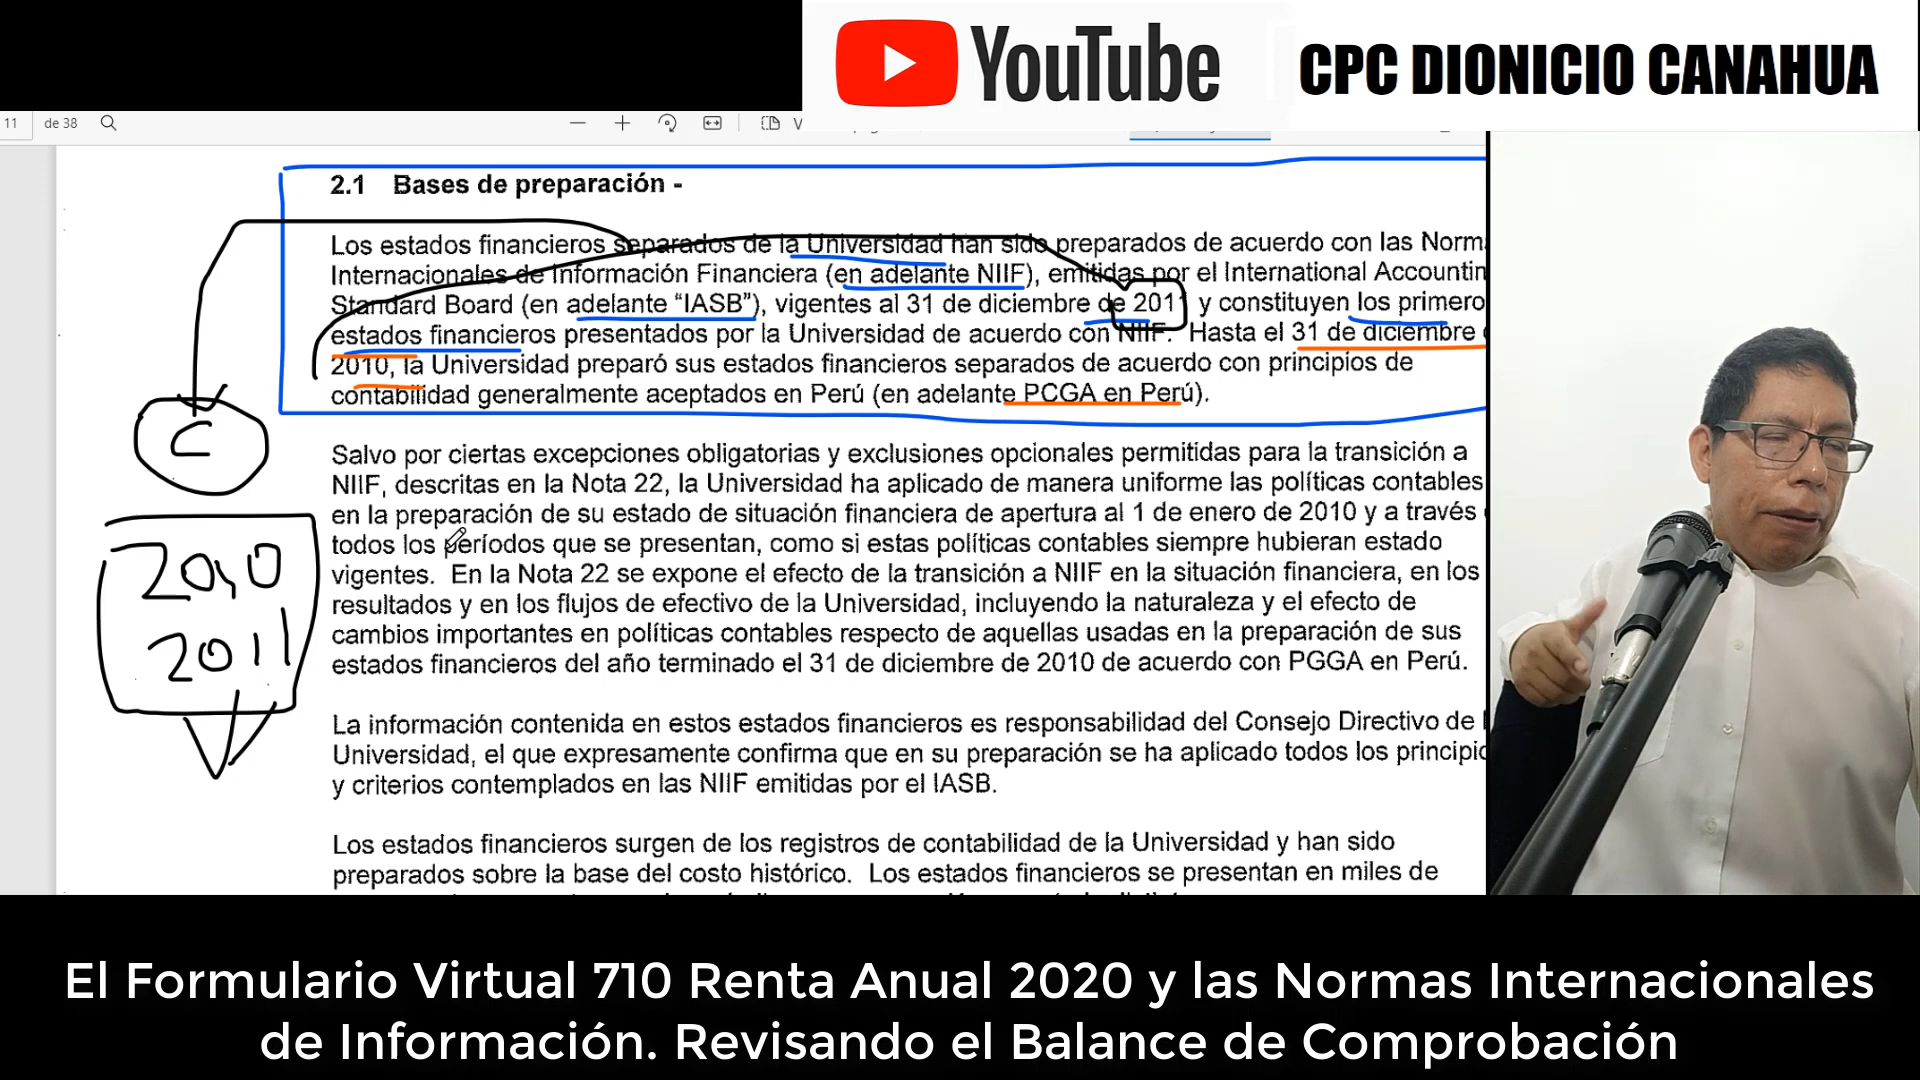 YouTube CPC DIONICIO CANAHUA
11 de 38
2.1 Bases de preparación -
Los estados financieros separados de la Universidad han sido preparados de acuerdo con las Norm
Internacionales de Información Financiera (en adelante NIIF), emitidas por el International Accountin
Standard Board (en adelante “IASB”), vigentes al 31 de diciembre de 2011 y constituyen los primero
estados financieros presentados por la Universidad de acuerdo con NIIF. Hasta el 31 de diciembre
2010, la Universidad preparó sus estados financieros separados de acuerdo con principios de
contabilidad generalmente aceptados en Perú (en adelante PCGA en Perú).
C
Salvo por ciertas excepciones obligatorias y exclusiones opcionales permitidas para la transición a
NIIF, descritas en la Nota 22, la Universidad ha aplicado de manera uniforme las políticas contables
en la preparación de su estado de situación financiera de apertura al 1 de enero de 2010 y a través
todos los períodos que se presentan, como si estas políticas contables siempre hubieran estado
vigentes. En la Nota 22 se expone el efecto de la transición a NIIF en la situación financiera, en los
resultados y en los flujos de efectivo de la Universidad, incluyendo la naturaleza y el efecto de
cambios importantes en políticas contables respecto de aquellas usadas en la preparación de sus
estados financieros del año terminado el 31 de diciembre de 2010 de acuerdo con PGGA en Perú.
2010
2011
La información contenida en estos estados financieros es responsabilidad del Consejo Directivo de
Universidad, el que expresamente confirma que en su preparación se ha aplicado todos los principio
y criterios contemplados en las NIIF emitidas por el IASB.
Los estados financieros surgen de los registros de contabilidad de la Universidad y han sido
preparados sobre la base del costo histórico. Los estados financieros se presentan en miles de
El Formulario Virtual 710 Renta Anual 2020 y las Normas Internacionales
de Información. Revisando el Balance de Comprobación